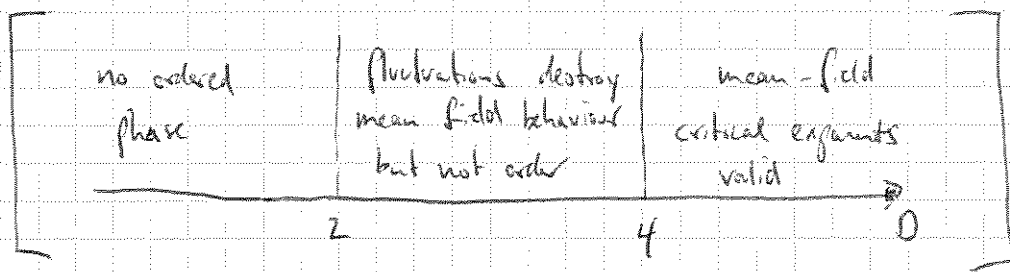 no ordered
phase
fluctuations destroy
mean field behaviour
but not order
mean-field
critical exponents
valid
2
4
D